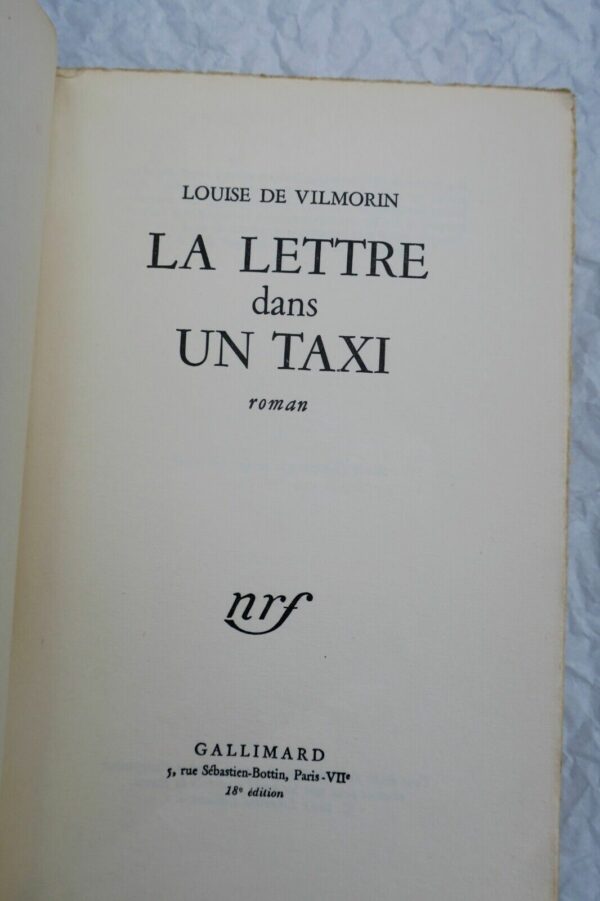 LOUISE DE VILMORIN
LA LETTRE
dans
UN TAXI
roman
nrf
GALLIMARD
5, rue Sébastien-Bottin, Paris-VIIe
18e édition